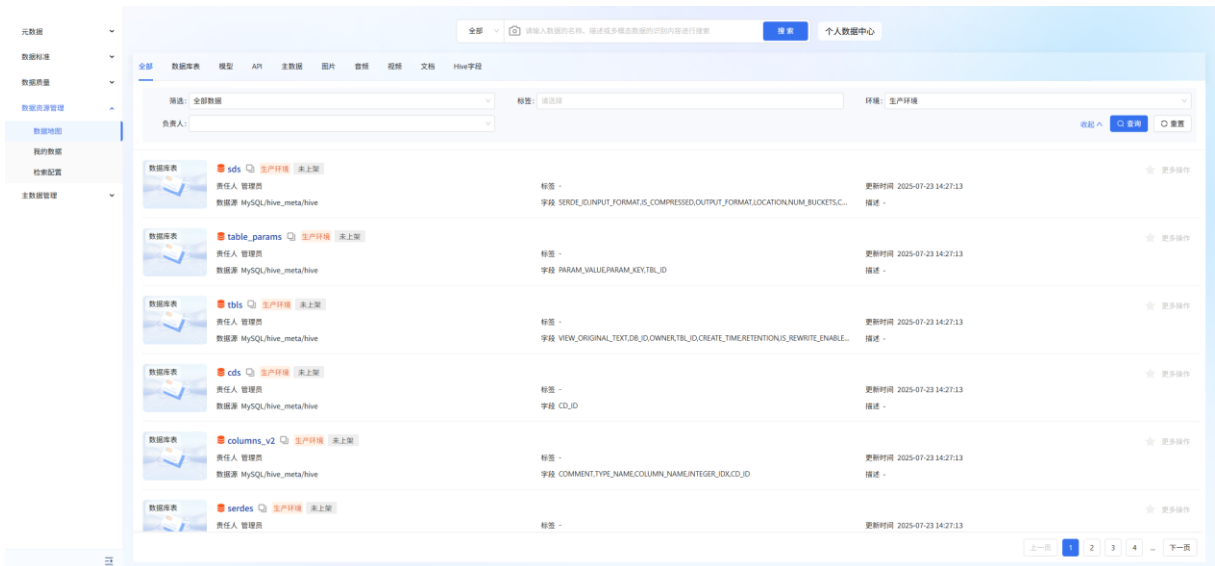 元数据
数据标准
数据质量
数据资源管理
数据地图
我的数据
检索配置
主数据管理
全部 请输入数据的名称、描述或多模态数据的识别内容进行搜索 搜索 个人数据中心
全部 数据库表 模型 API 主数据 图片 音频 视频 文档 Hive字段
筛选: 全部数据 标签: 请选择 环境: 生产环境
负责人: 收起 查询 重置
数据库表 sds 生产环境 未上架 更多操作
责任人 管理员 标签 - 更新时间 2025-07-23 14:27:13
数据源 MySQL/hive_meta/hive 字段 SERDE_ID,INPUT_FORMAT,IS_COMPRESSED,OUTPUT_FORMAT,LOCATION,NUM_BUCKETS,C... 描述 -
数据库表 table_params 生产环境 未上架 更多操作
责任人 管理员 标签 - 更新时间 2025-07-23 14:27:13
数据源 MySQL/hive_meta/hive 字段 PARAM_VALUE,PARAM_KEY,TBL_ID 描述 -
数据库表 tbls 生产环境 未上架 更多操作
责任人 管理员 标签 - 更新时间 2025-07-23 14:27:13
数据源 MySQL/hive_meta/hive 字段 VIEW_ORIGINAL_TEXT,DB_ID,OWNER,TBL_ID,CREATE_TIME,RETENTION,IS_REWRITE_ENABLE... 描述 -
数据库表 cds 生产环境 未上架 更多操作
责任人 管理员 标签 - 更新时间 2025-07-23 14:27:13
数据源 MySQL/hive_meta/hive 字段 CD_ID 描述 -
数据库表 columns_v2 生产环境 未上架 更多操作
责任人 管理员 标签 - 更新时间 2025-07-23 14:27:13
数据源 MySQL/hive_meta/hive 字段 COMMENT,TYPE_NAME,COLUMN_NAME,INTEGER_IDX,CD_ID 描述 -
数据库表 serdes 生产环境 未上架 更多操作
责任人 管理员 标签 - 更新时间 2025-07-23 14:27:13
上一页 1 2 3 4 ... 下一页